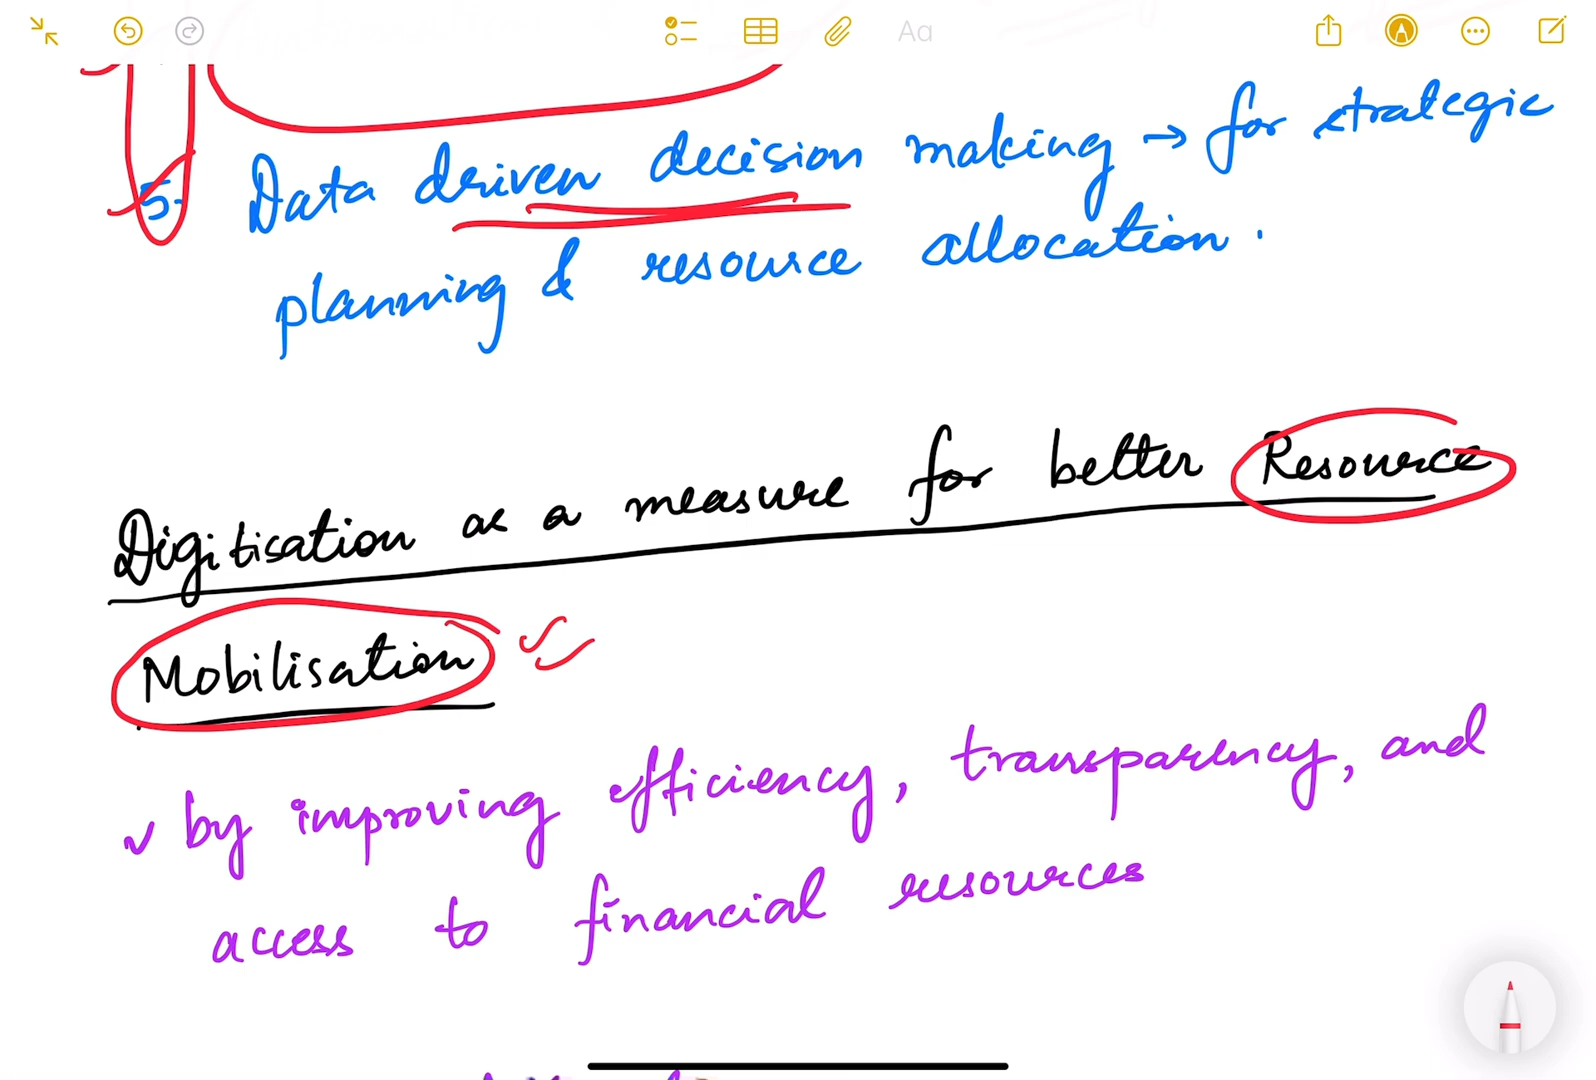 Aa
5. Data driven decision making → for strategic
planning & resource allocation.
Digitisation as a measure for better Resource
Mobilisation
✓ by improving efficiency, transparency, and
access to financial resources